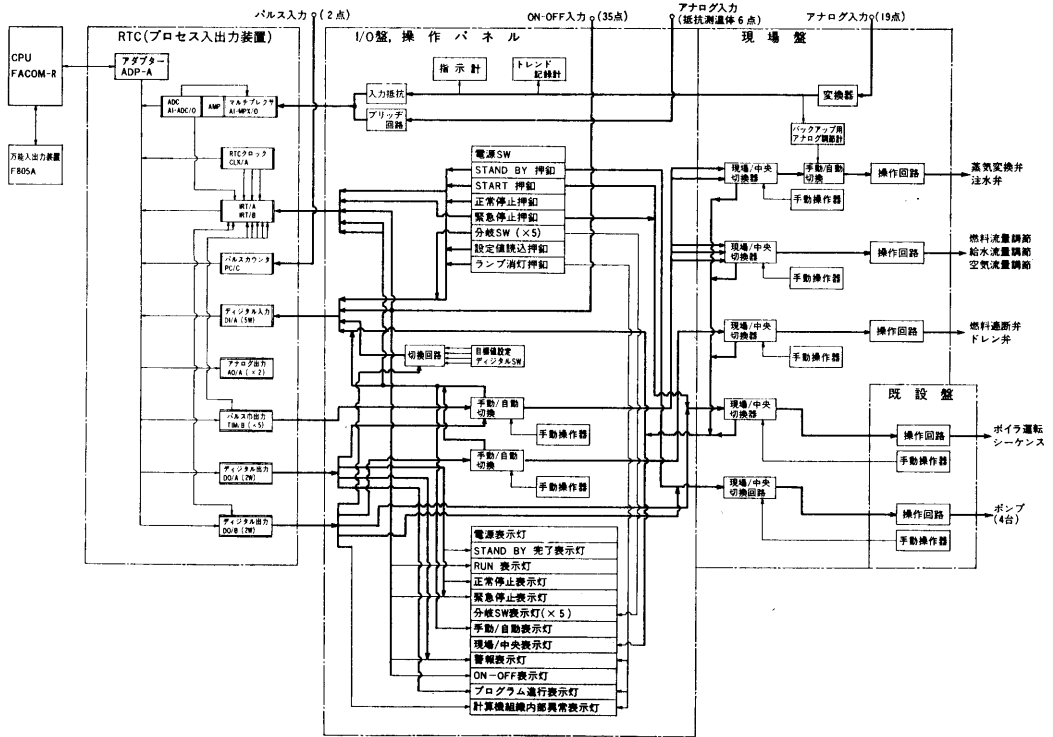 パルス入力 (2点)
ON-OFF入力 (35点)
アナログ入力
(抵抗測温体6点)
アナログ入力 (19点)
RTC(プロセス入出力装置)
I/O盤, 操作パネル
現場盤
CPU
FACOM-R
アダプター
ADP-A
万能入出力装置
F805A
ADC
AI-ADC/O
AMP
マルチプレクサ
AI-MPX/O
RTCクロック
CLK/A
IRT/A
IRT/B
パルスカウンタ
PC/C
ディジタル入力
DI/A (5W)
アナログ出力
AO/A (×2)
パルス巾出力
TIM/B (×5)
ディジタル出力
DO/A (2W)
ディジタル出力
DO/B (2W)
指示計
トレンド
記録計
入力抵抗
ブリッヂ
回路
変換器
バックアップ用
アナログ調節計
電源SW
STAND BY 押釦
START 押釦
正常停止押釦
緊急停止押釦
分岐SW (×5)
設定値読込押釦
ランプ消灯押釦
切換回路
目標値設定
ディジタルSW
手動/自動
切換
手動操作器
手動/自動
切換
手動操作器
電源表示灯
STAND BY 完了表示灯
RUN 表示灯
正常停止表示灯
緊急停止表示灯
分岐SW表示灯(×5)
手動/自動表示灯
現場/中央表示灯
警報表示灯
ON-OFF表示灯
プログラム進行表示灯
計算機組織内部異常表示灯
現場/中央
切換器
手動/自動
切換
手動操作器
操作回路
蒸気変換弁
注水弁
現場/中央
切換器
手動操作器
操作回路
燃料流量調節
給水流量調節
空気流量調節
現場/中央
切換器
手動操作器
操作回路
燃料遮断弁
ドレン弁
既設盤
現場/中央
切換器
操作回路
手動操作器
ボイラ運転
シーケンス
現場/中央
切換回路
操作回路
手動操作器
ポンプ
(4台)